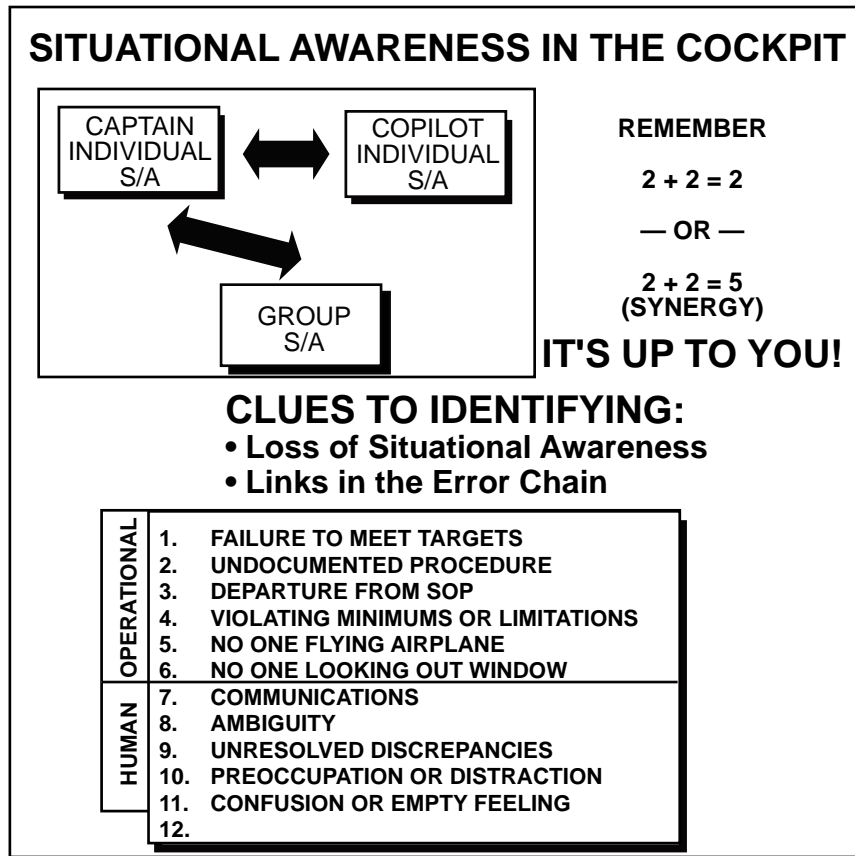 SITUATIONAL AWARENESS IN THE COCKPIT
CAPTAIN
INDIVIDUAL
S/A
COPILOT
INDIVIDUAL
S/A
GROUP
S/A
REMEMBER
2 + 2 = 2
— OR —
2 + 2 = 5
(SYNERGY)
IT'S UP TO YOU!
CLUES TO IDENTIFYING:
• Loss of Situational Awareness
• Links in the Error Chain
OPERATIONAL
1. FAILURE TO MEET TARGETS
2. UNDOCUMENTED PROCEDURE
3. DEPARTURE FROM SOP
4. VIOLATING MINIMUMS OR LIMITATIONS
5. NO ONE FLYING AIRPLANE
6. NO ONE LOOKING OUT WINDOW
HUMAN
7. COMMUNICATIONS
8. AMBIGUITY
9. UNRESOLVED DISCREPANCIES
10. PREOCCUPATION OR DISTRACTION
11. CONFUSION OR EMPTY FEELING
12.